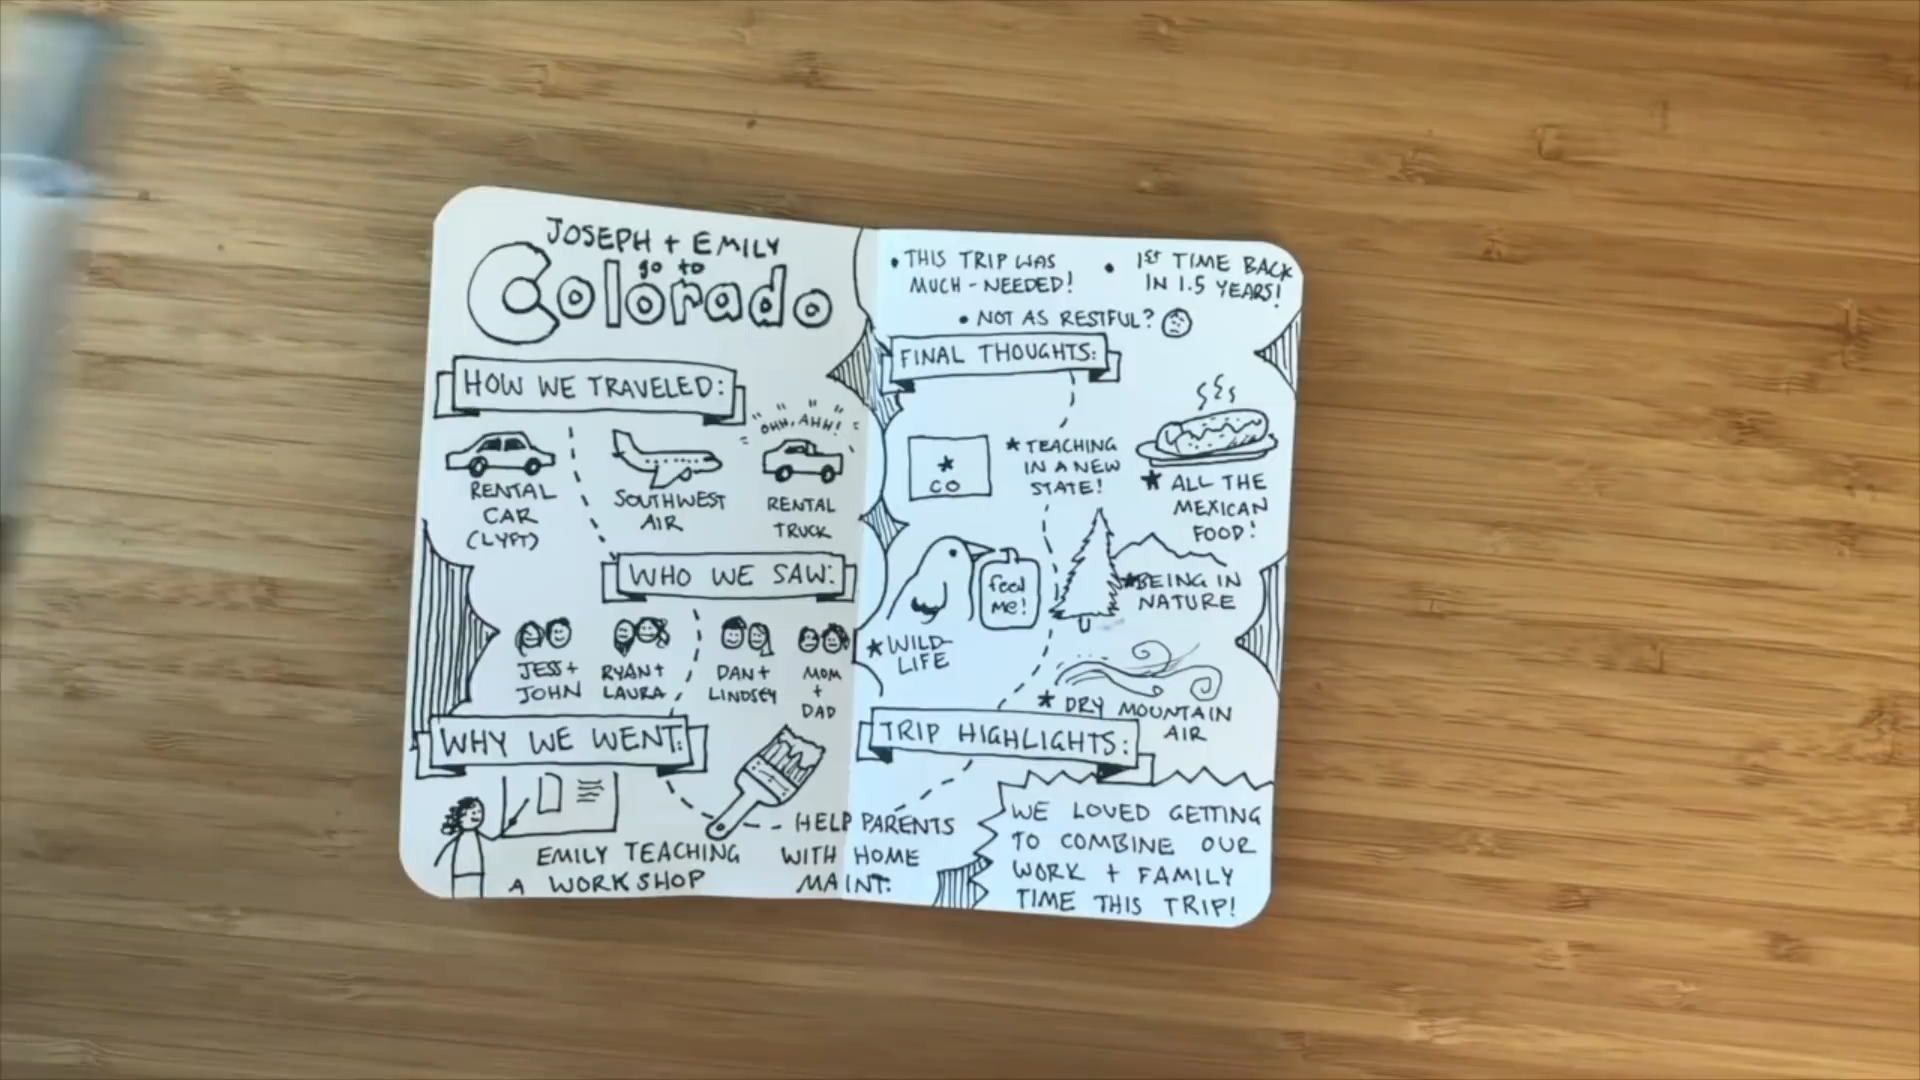 JOSEPH + EMILY
go to
Colorado
HOW WE TRAVELED:
RENTAL
CAR
(LYFT)
SOUTHWEST
AIR
"OHH, AHH!"
RENTAL
TRUCK
WHO WE SAW:
JESS +
JOHN
RYAN +
LAURA
DAN +
LINDSEY
MOM
+
DAD
WHY WE WENT:
EMILY TEACHING
A WORKSHOP
HELP PARENTS
WITH HOME
MAINT.
TRIP HIGHLIGHTS:
WE LOVED GETTING
TO COMBINE OUR
WORK + FAMILY
TIME THIS TRIP!
★ DRY MOUNTAIN
AIR
★ WILD-
LIFE
feed
me!
★ BEING IN
NATURE
★
CO
★ TEACHING
IN A NEW
STATE!
★ ALL THE
MEXICAN
FOOD!
FINAL THOUGHTS:
• THIS TRIP WAS
MUCH-NEEDED!
• 1ST TIME BACK
IN 1.5 YEARS!
• NOT AS RESTFUL?